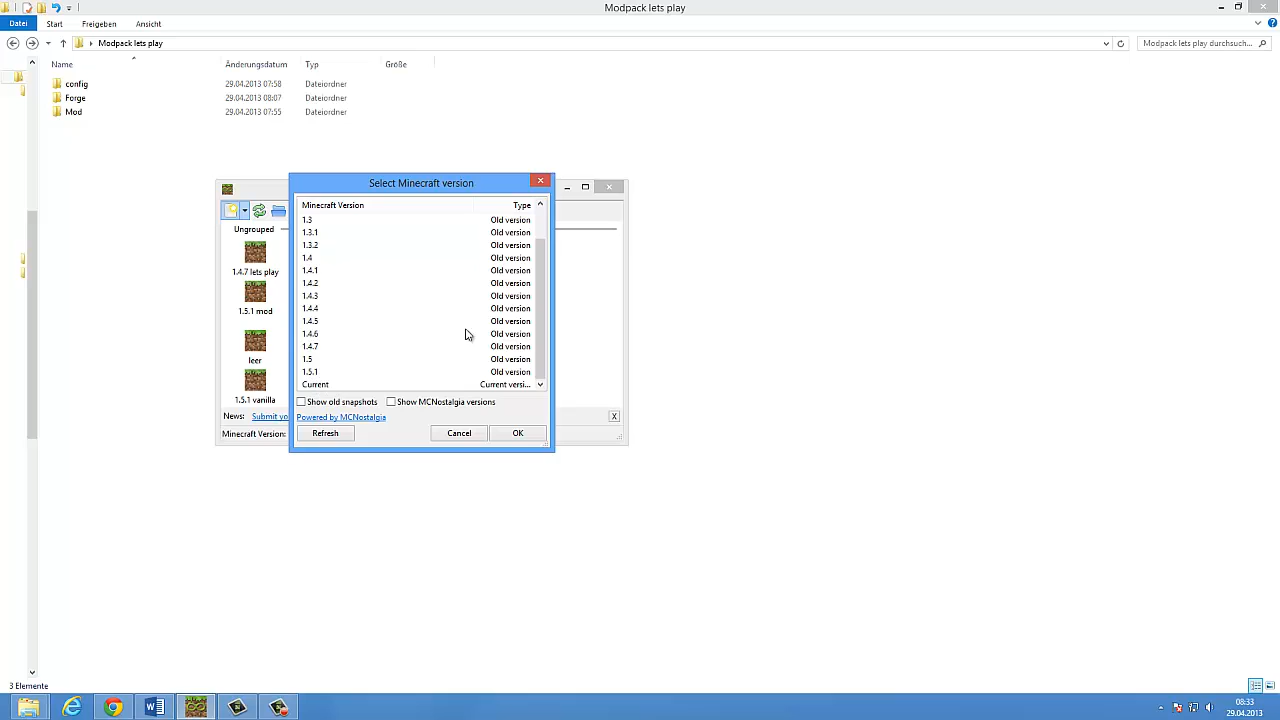 Modpack lets play
Datei Start Freigeben Ansicht
Modpack lets play
Modpack lets play durchsuch...
Name Änderungsdatum Typ Größe
config 29.04.2013 07:58 Dateiordner
Forge 29.04.2013 08:07 Dateiordner
Mod 29.04.2013 07:55 Dateiordner
Select Minecraft version
Minecraft Version Type
1.3 Old version
1.3.1 Old version
1.3.2 Old version
1.4 Old version
1.4.1 Old version
1.4.2 Old version
1.4.3 Old version
1.4.4 Old version
1.4.5 Old version
1.4.6 Old version
1.4.7 Old version
1.5 Old version
1.5.1 Old version
Current Current versi...
Show old snapshots Show MCNostalgia versions
Powered by MCNostalgia
Refresh Cancel OK
Ungrouped
1.4.7 lets play
1.5.1 mod
leer
1.5.1 vanilla
News: Submit yo
X
Minecraft Version:
3 Elemente
08:33
29.04.2013